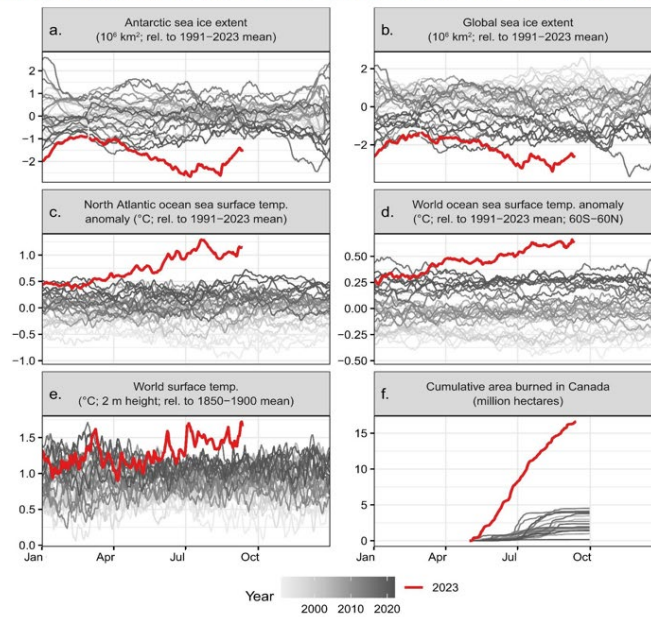 a. Antarctic sea ice extent
(10⁶ km²; rel. to 1991−2023 mean)
2
1
0
−1
−2
b. Global sea ice extent
(10⁶ km²; rel. to 1991−2023 mean)
2
0
−2
c. North Atlantic ocean sea surface temp.
anomaly (°C; rel. to 1991−2023 mean)
1.0
0.5
0.0
−0.5
−1.0
d. World ocean sea surface temp. anomaly
(°C; rel. to 1991−2023 mean; 60S−60N)
0.50
0.25
0.00
−0.25
−0.50
e. World surface temp.
(°C; 2 m height; rel. to 1850−1900 mean)
1.5
1.0
0.5
0.0
Jan Apr Jul Oct
f. Cumulative area burned in Canada
(million hectares)
15
10
5
0
Jan Apr Jul Oct
Year 2000 2010 2020 2023